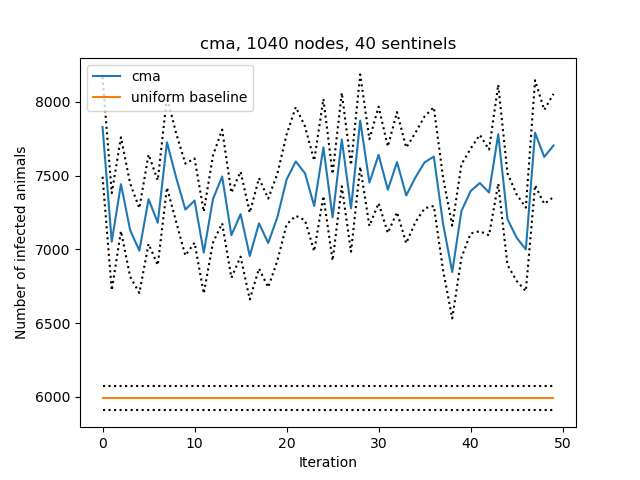 cma, 1040 nodes, 40 sentinels
cma
uniform baseline
Number of infected animals
8000
7500
7000
6500
6000
0
10
20
30
40
50
Iteration